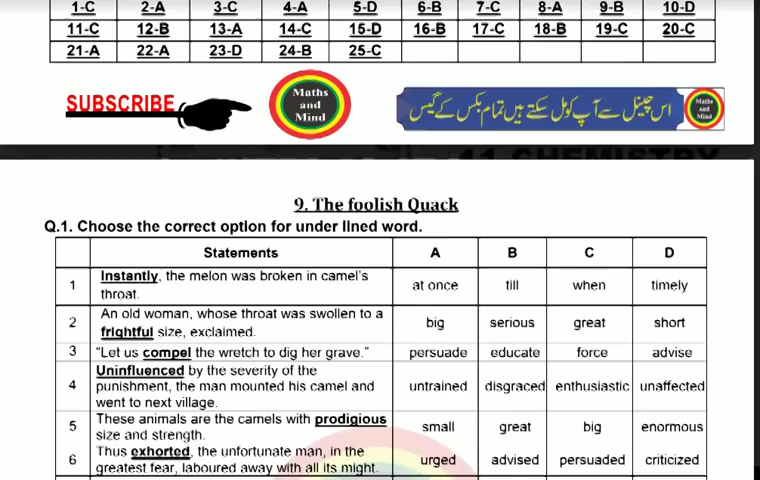 1-C 2-A 3-C 4-A 5-D 6-B 7-C 8-A 9-B 10-D
11-C 12-B 13-A 14-C 15-D 16-B 17-C 18-B 19-C 20-C
21-A 22-A 23-D 24-B 25-C
SUBSCRIBE
Maths
and
Mind
اس چینل سے آپ کو مل سکتے ہیں تمام بکس کے گیس
Maths
and
Mind
11 CHEMISTRY
9. The foolish Quack
Q.1. Choose the correct option for under lined word.
Statements A B C D
1 Instantly, the melon was broken in camel's at once till when timely
throat.
2 An old woman, whose throat was swollen to a big serious great short
frightful size, exclaimed.
3 "Let us compel the wretch to dig her grave." persuade educate force advise
4 Uninfluenced by the severity of the untrained disgraced enthusiastic unaffected
punishment, the man mounted his camel and
went to next village.
5 These animals are the camels with prodigious small great big enormous
size and strength.
6 Thus exhorted, the unfortunate man, in the urged advised persuaded criticized
greatest fear, laboured away with all its might.